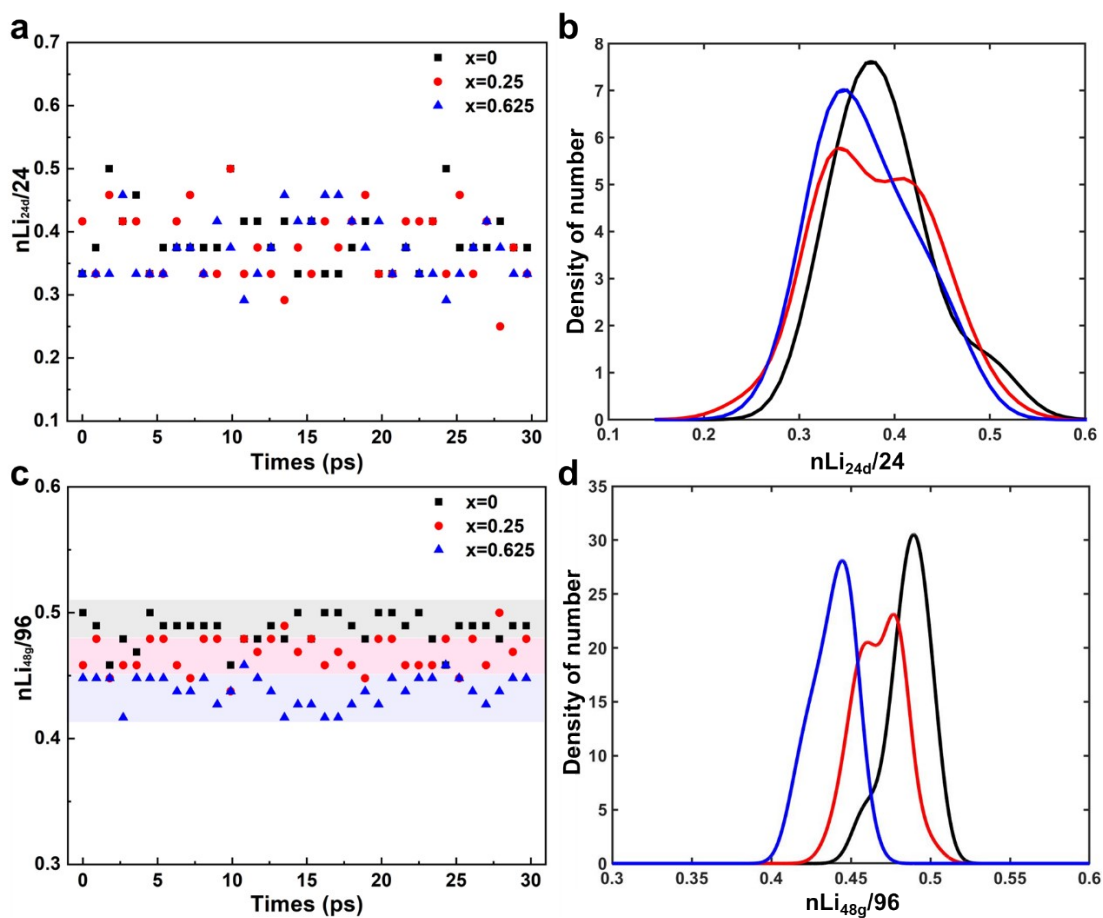 a
0.7
0.6
0.5
0.4
0.3
0.2
0.1
nLi24d/24
x=0
x=0.25
x=0.625
0 5 10 15 20 25 30
Times (ps)
b
8
7
6
5
4
3
2
1
0
Density of number
0.1 0.2 0.3 0.4 0.5 0.6
nLi24d/24
c
0.6
0.5
0.4
0.3
nLi48g/96
x=0
x=0.25
x=0.625
0 5 10 15 20 25 30
Times (ps)
d
35
30
25
20
15
10
5
0
Density of number
0.3 0.35 0.4 0.45 0.5 0.55 0.6
nLi48g/96